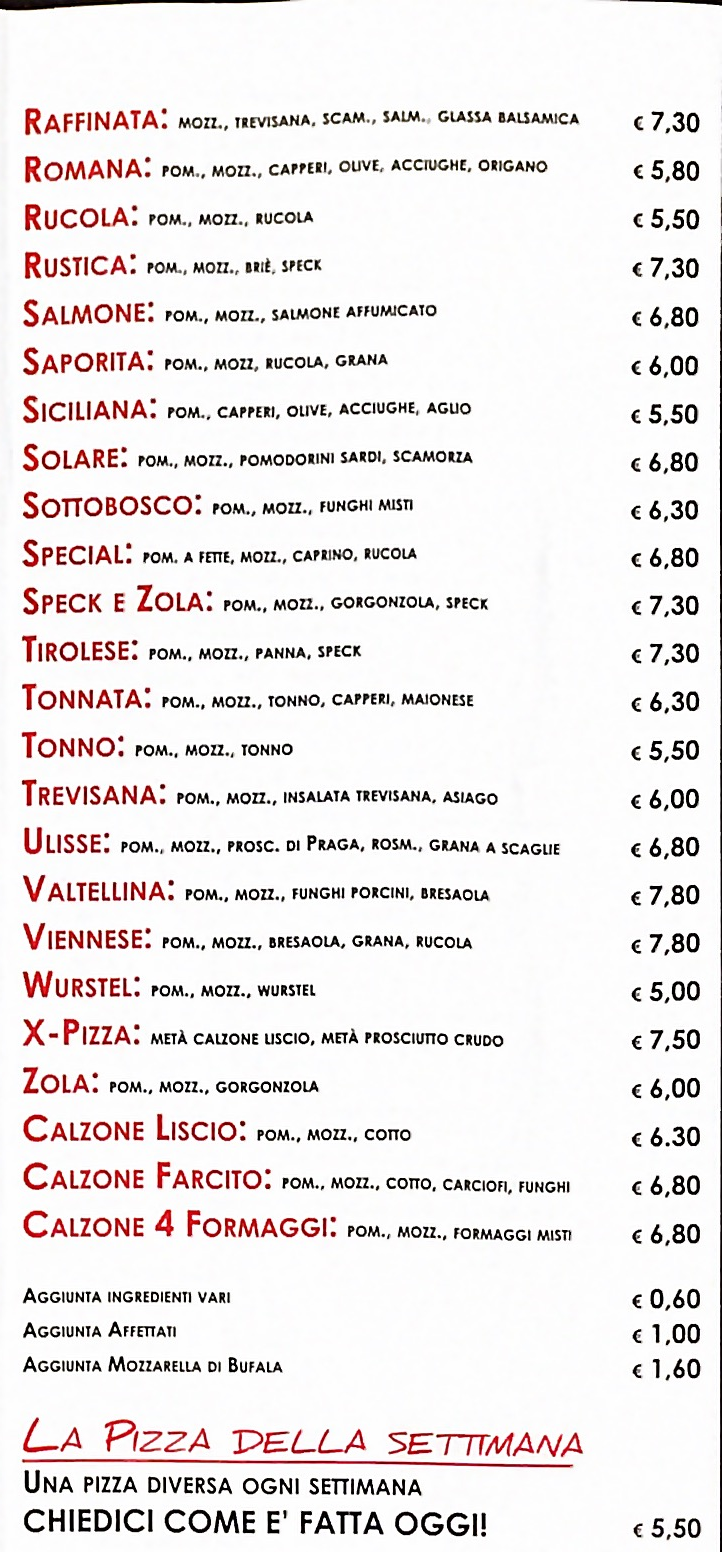 RAFFINATA: MOZZ., TREVISANA, SCAM., SALM., GLASSA BALSAMICA € 7,30
ROMANA: POM., MOZZ., CAPPERI, OLIVE, ACCIUGHE, ORIGANO € 5,80
RUCOLA: POM., MOZZ., RUCOLA € 5,50
RUSTICA: POM., MOZZ., BRIÈ, SPECK € 7,30
SALMONE: POM., MOZZ., SALMONE AFFUMICATO € 6,80
SAPORITA: POM., MOZZ, RUCOLA, GRANA € 6,00
SICILIANA: POM., CAPPERI, OLIVE, ACCIUGHE, AGLIO € 5,50
SOLARE: POM., MOZZ., POMODORINI SARDI, SCAMORZA € 6,80
SOTTOBOSCO: POM., MOZZ., FUNGHI MISTI € 6,30
SPECIAL: POM. A FETTE, MOZZ., CAPRINO, RUCOLA € 6,80
SPECK E ZOLA: POM., MOZZ., GORGONZOLA, SPECK € 7,30
TIROLESE: POM., MOZZ., PANNA, SPECK € 7,30
TONNATA: POM., MOZZ., TONNO, CAPPERI, MAIONESE € 6,30
TONNO: POM., MOZZ., TONNO € 5,50
TREVISANA: POM., MOZZ., INSALATA TREVISANA, ASIAGO € 6,00
ULISSE: POM., MOZZ., PROSC. DI PRAGA, ROSM., GRANA A SCAGLIE € 6,80
VALTELLINA: POM., MOZZ., FUNGHI PORCINI, BRESAOLA € 7,80
VIENNESE: POM., MOZZ., BRESAOLA, GRANA, RUCOLA € 7,80
WURSTEL: POM., MOZZ., WURSTEL € 5,00
X-PIZZA: METÀ CALZONE LISCIO, METÀ PROSCIUTTO CRUDO € 7,50
ZOLA: POM., MOZZ., GORGONZOLA € 6,00
CALZONE LISCIO: POM., MOZZ., COTTO € 6.30
CALZONE FARCITO: POM., MOZZ., COTTO, CARCIOFI, FUNGHI € 6,80
CALZONE 4 FORMAGGI: POM., MOZZ., FORMAGGI MISTI € 6,80
AGGIUNTA INGREDIENTI VARI € 0,60
AGGIUNTA AFFETTATI € 1,00
AGGIUNTA MOZZARELLA DI BUFALA € 1,60
LA PIZZA DELLA SETTIMANA
UNA PIZZA DIVERSA OGNI SETTIMANA
CHIEDICI COME E' FATTA OGGI! € 5,50